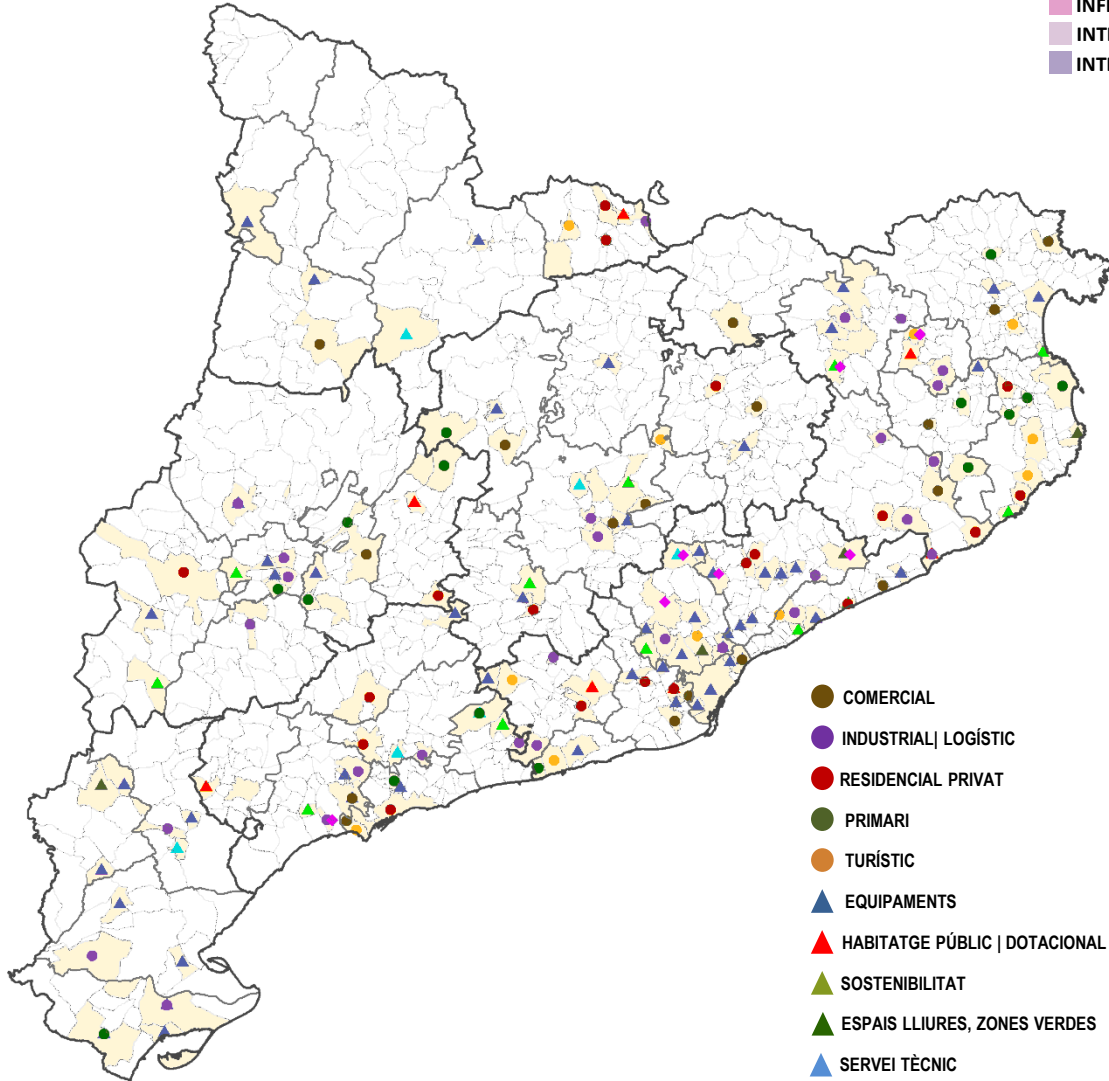 COMERCIAL
INDUSTRIAL| LOGÍSTIC
RESIDENCIAL PRIVAT
PRIMARI
TURÍSTIC
EQUIPAMENTS
HABITATGE PÚBLIC | DOTACIONAL
SOSTENIBILITAT
ESPAIS LLIURES, ZONES VERDES
SERVEI TÈCNIC